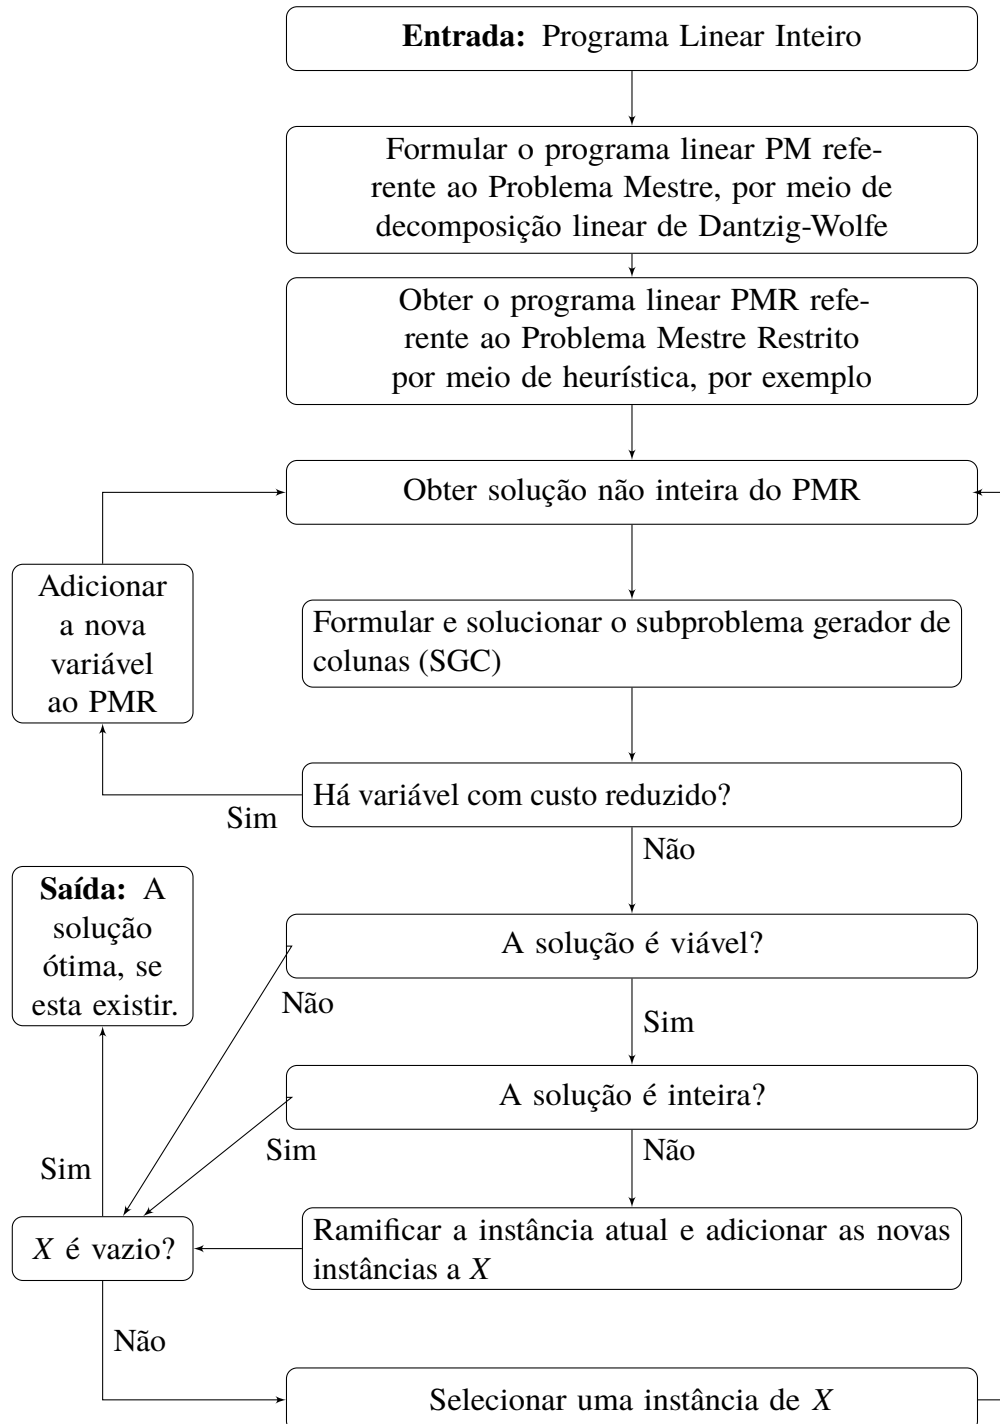 Entrada: Programa Linear Inteiro
Formular o programa linear PM refe-
rente ao Problema Mestre, por meio de
decomposição linear de Dantzig-Wolfe
Obter o programa linear PMR refe-
rente ao Problema Mestre Restrito
por meio de heurística, por exemplo
Obter solução não inteira do PMR
Adicionar
a nova
variável
ao PMR
Formular e solucionar o subproblema gerador de
colunas (SGC)
Há variável com custo reduzido?
Sim
Não
Saída: A
solução
ótima, se
esta existir.
A solução é viável?
Não
Sim
A solução é inteira?
Sim
Não
Sim
X é vazio?
Ramificar a instância atual e adicionar as novas
instâncias a X
Não
Selecionar uma instância de X